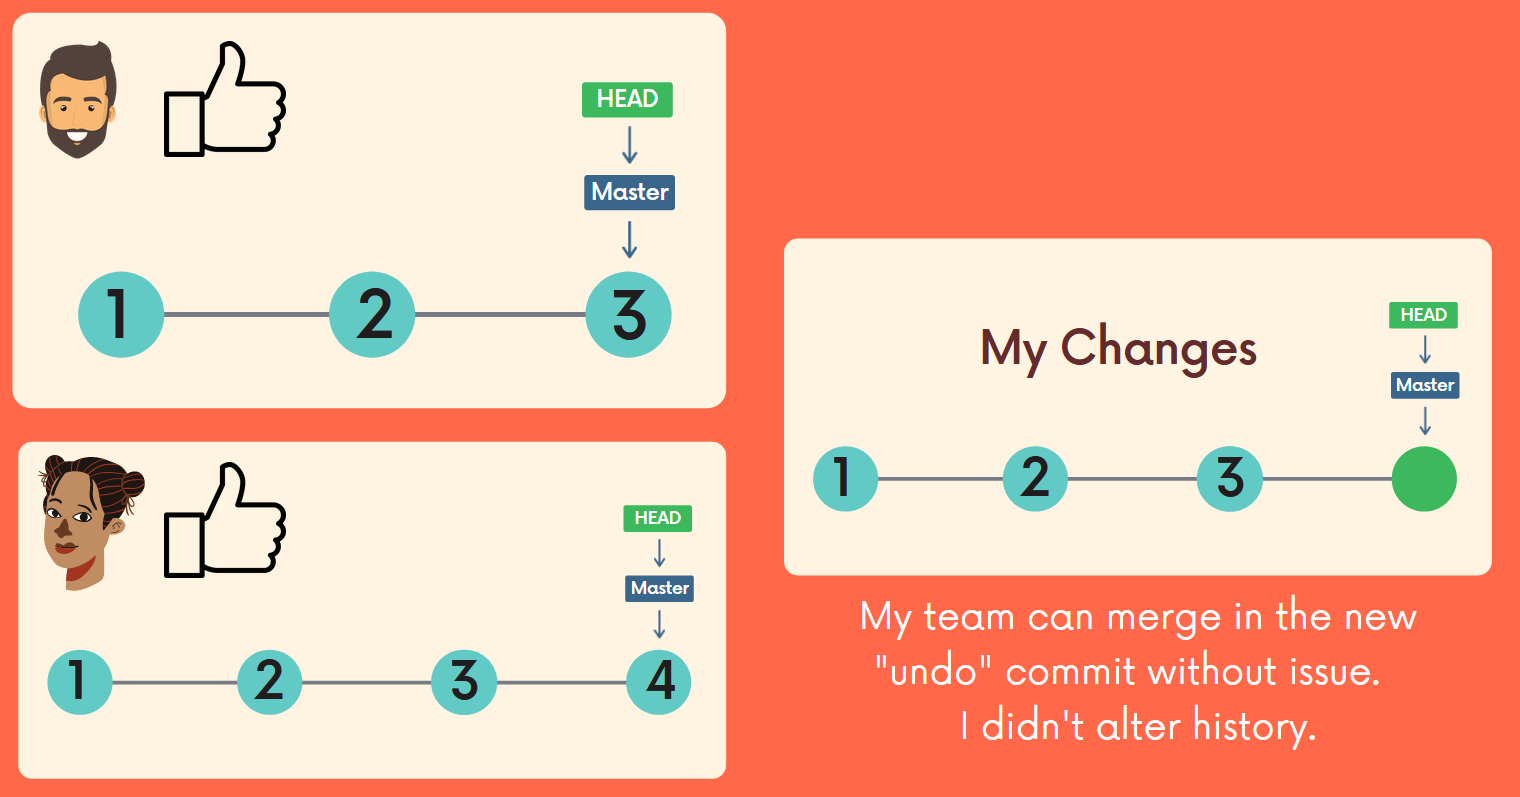 HEAD
Master
1 2 3
HEAD
Master
1 2 3 4
My Changes
HEAD
Master
1 2 3
My team can merge in the new
"undo" commit without issue.
I didn't alter history.